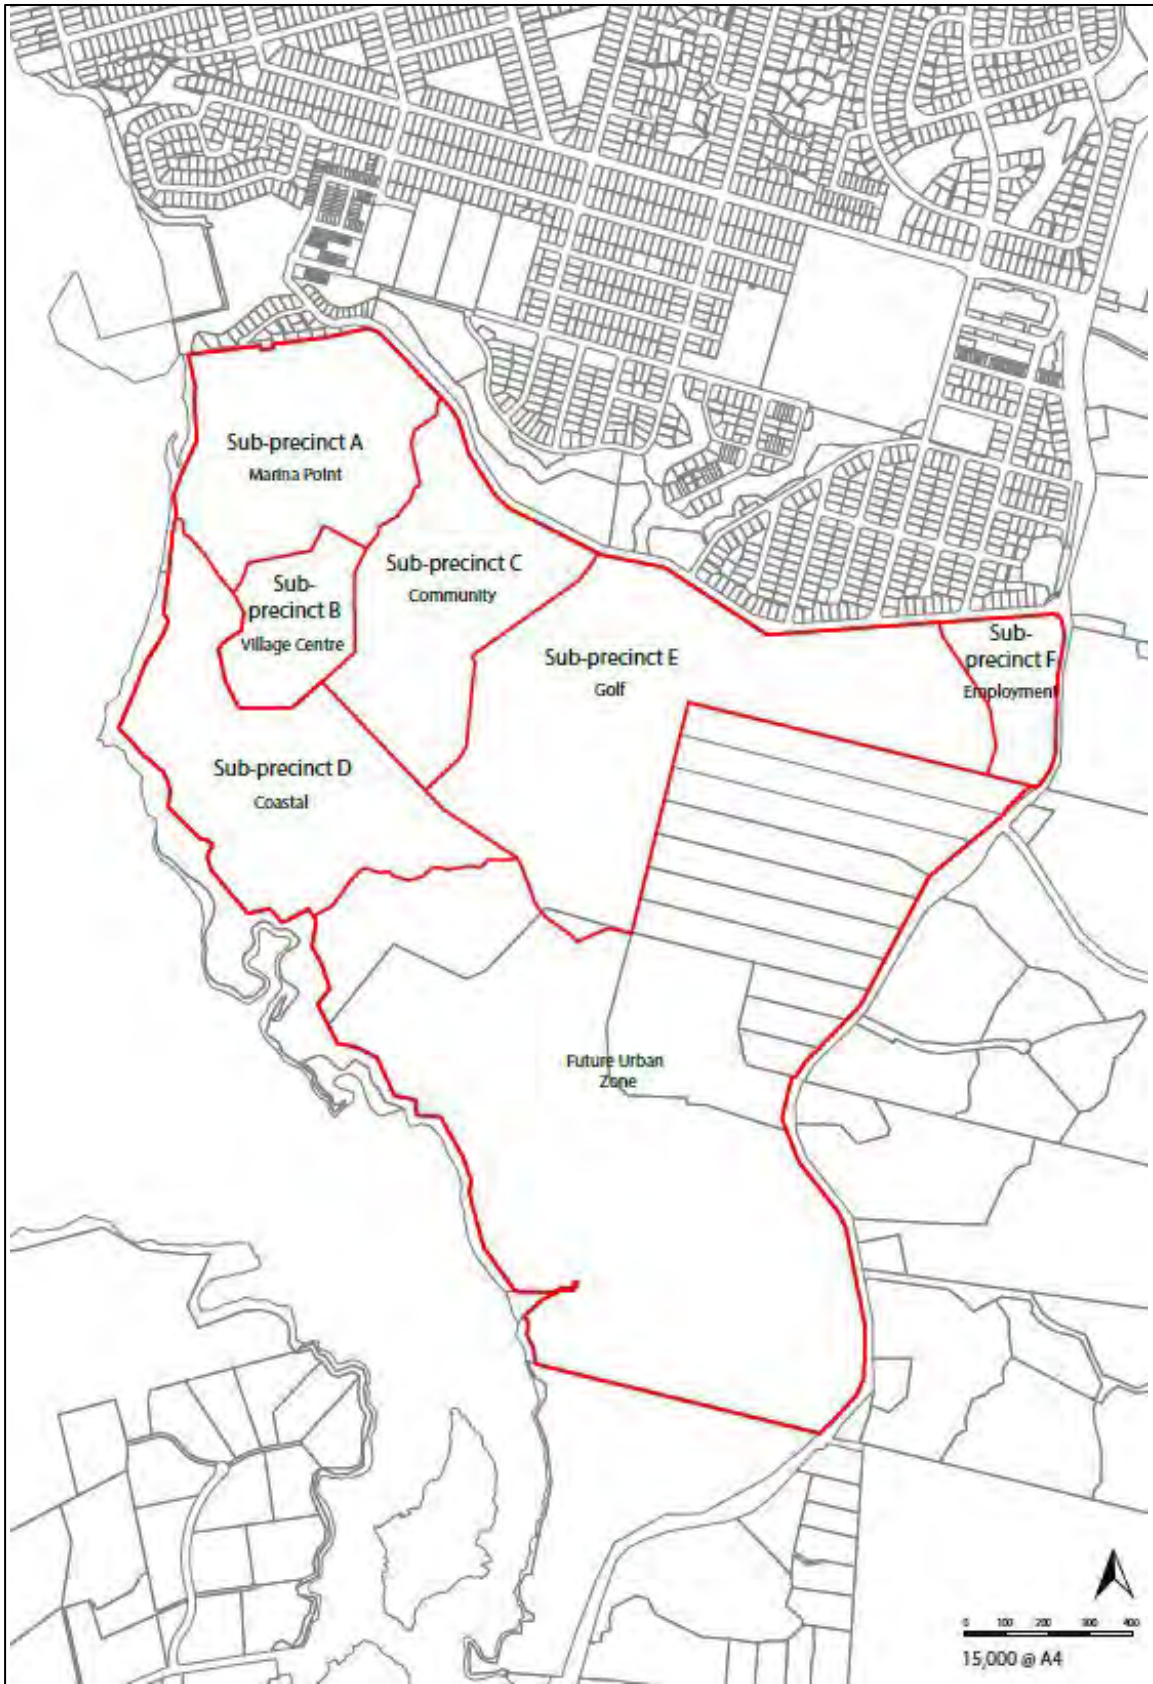 Sub-precinct A
Marina Point
Sub-precinct C
Community
Sub-
precinct B
Village Centre
Sub-
precinct F
Employment
Sub-precinct E
Golf
Sub-precinct D
Coastal
Future Urban
Zone
0 100 200 300 400
15,000 @ A4